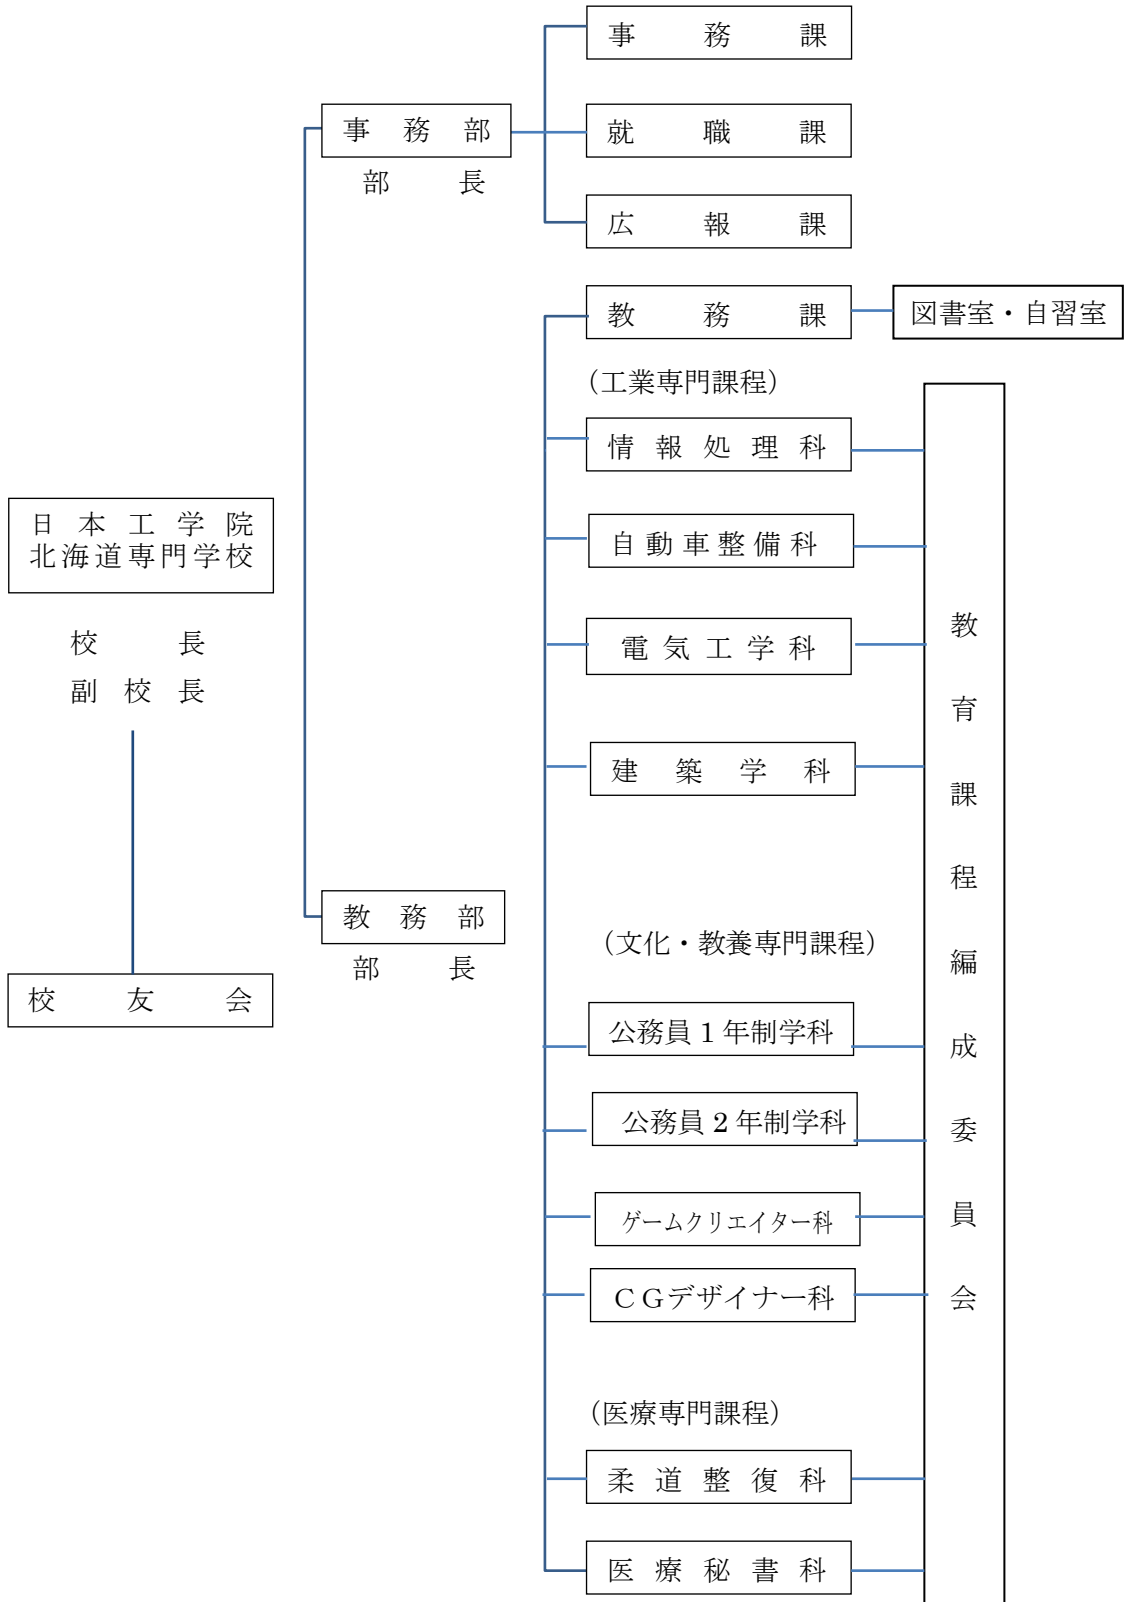 事務課
事務部
部長
就職課
広報課
教務課
図書室・自習室
(工業専門課程)
情報処理科
日本工学院
北海道専門学校
自動車整備科
校長
副校長
電気工学科
建築学科
教務部
部長
(文化・教養専門課程)
校友会
公務員1年制学科
公務員2年制学科
ゲームクリエイター科
CGデザイナー科
(医療専門課程)
柔道整復科
医療秘書科
教育課程編成委員会